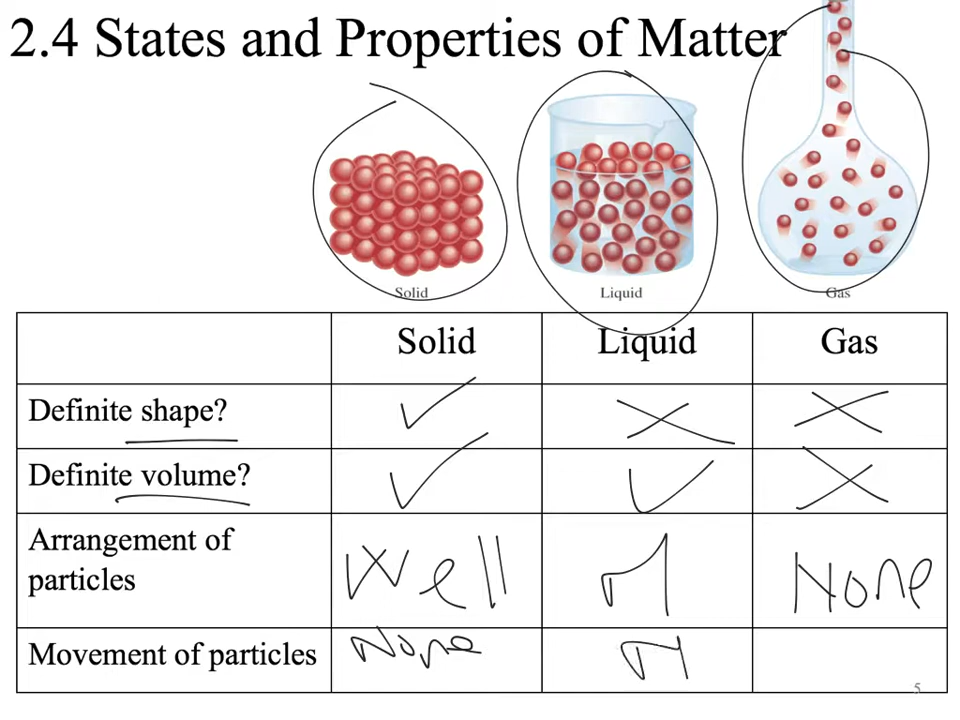 2.4 States and Properties of Matter
Solid
Liquid
Gas
Solid Liquid Gas
Definite shape? ✓ ✗ ✗
Definite volume? ✓ ✓ ✗
Arrangement of
particles Well None
Movement of particles None
5